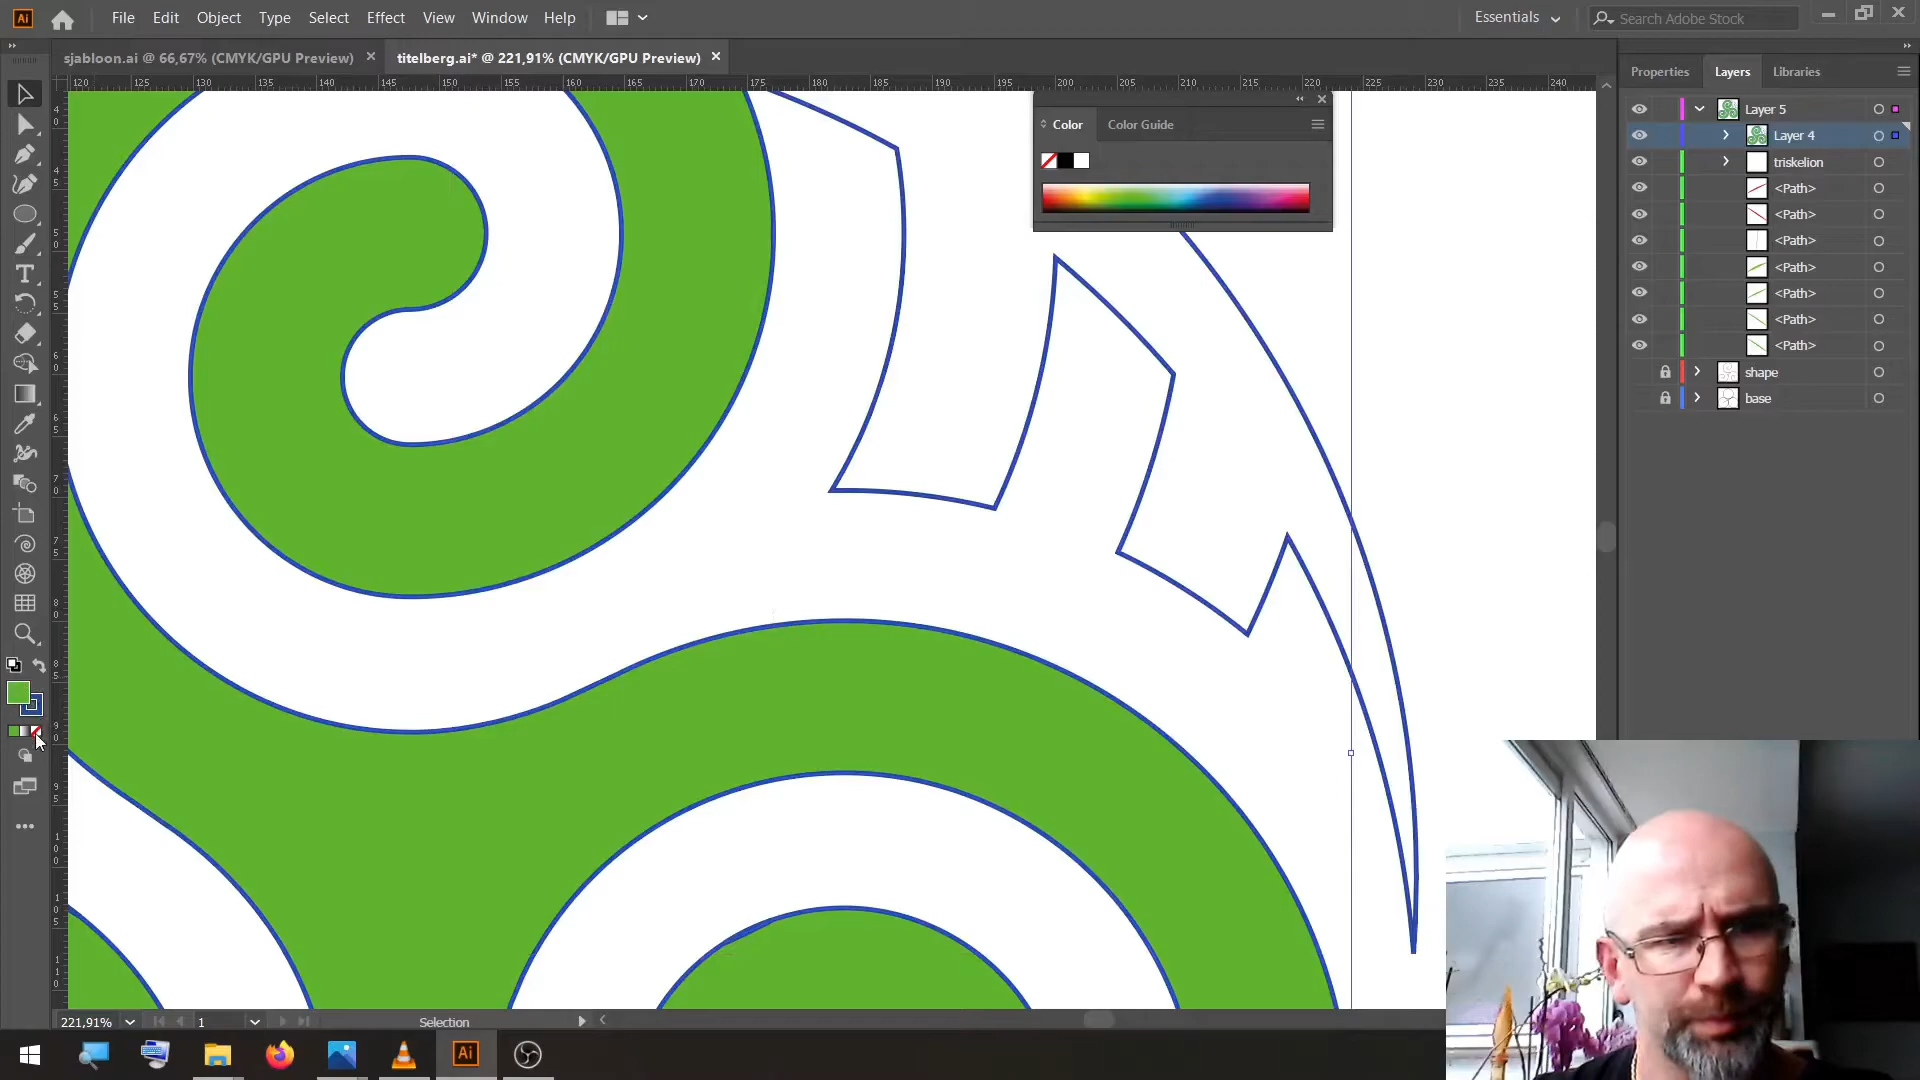 Ai File Edit Object Type Select Effect View Window Help Essentials Search Adobe Stock
sjabloon.ai @ 66,67% (CMYK/GPU Preview) × titelberg.ai* @ 221,91% (CMYK/GPU Preview) ×
Properties Layers Libraries
120 125 130 135 140 145 150 155 160 165 170 175 180 185 190 195 200 205 210 215 220 225 230 235 240
Color Color Guide
Layer 5
Layer 4
triskelion
<Path>
<Path>
<Path>
<Path>
<Path>
<Path>
<Path>
shape
base
221,91% 1 Selection
Ai